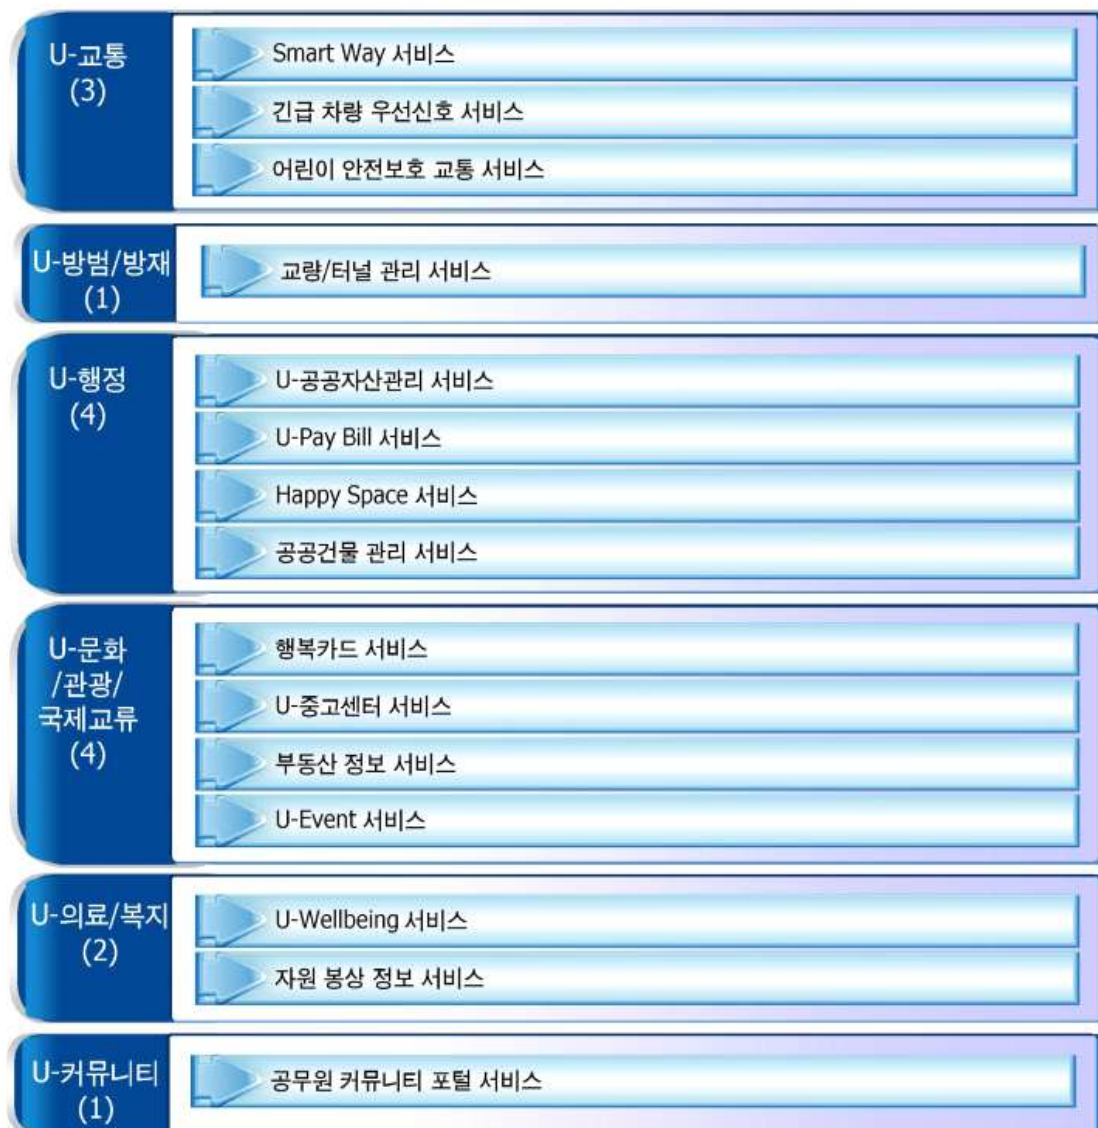 U-교통
(3)
Smart Way 서비스
긴급 차량 우선신호 서비스
어린이 안전보호 교통 서비스
U-방범/방재
(1)
교량/터널 관리 서비스
U-행정
(4)
U-공공자산관리 서비스
U-Pay Bill 서비스
Happy Space 서비스
공공건물 관리 서비스
U-문화
/관광/
국제교류
(4)
행복카드 서비스
U-중고센터 서비스
부동산 정보 서비스
U-Event 서비스
U-의료/복지
(2)
U-Wellbeing 서비스
자원 봉상 정보 서비스
U-커뮤니티
(1)
공무원 커뮤니티 포털 서비스